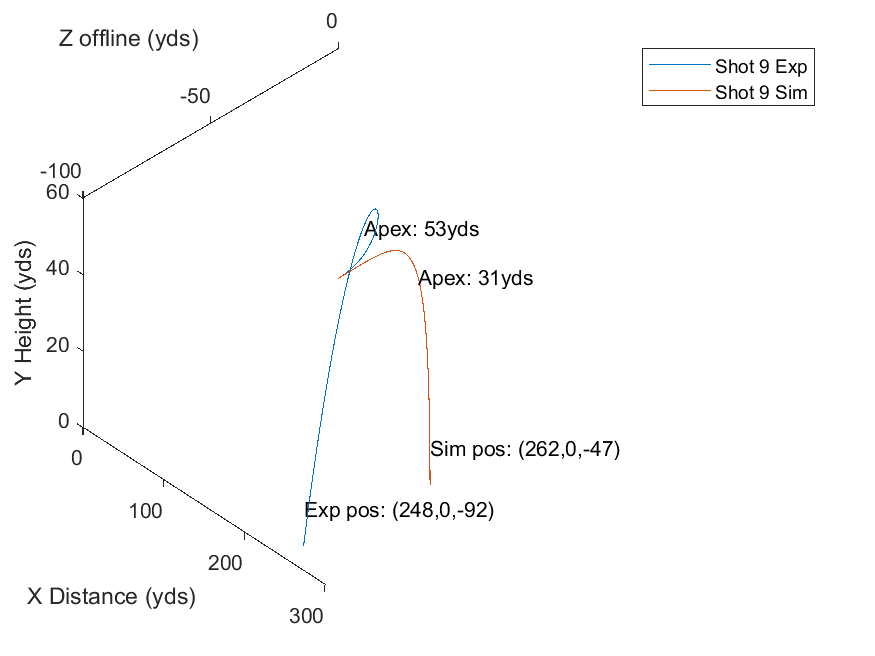 Z offline (yds)
0
-50
-100
Shot 9 Exp
Shot 9 Sim
60
40
20
0
Y Height (yds)
Apex: 53yds
Apex: 31yds
Sim pos: (262,0,-47)
Exp pos: (248,0,-92)
0
100
200
300
X Distance (yds)